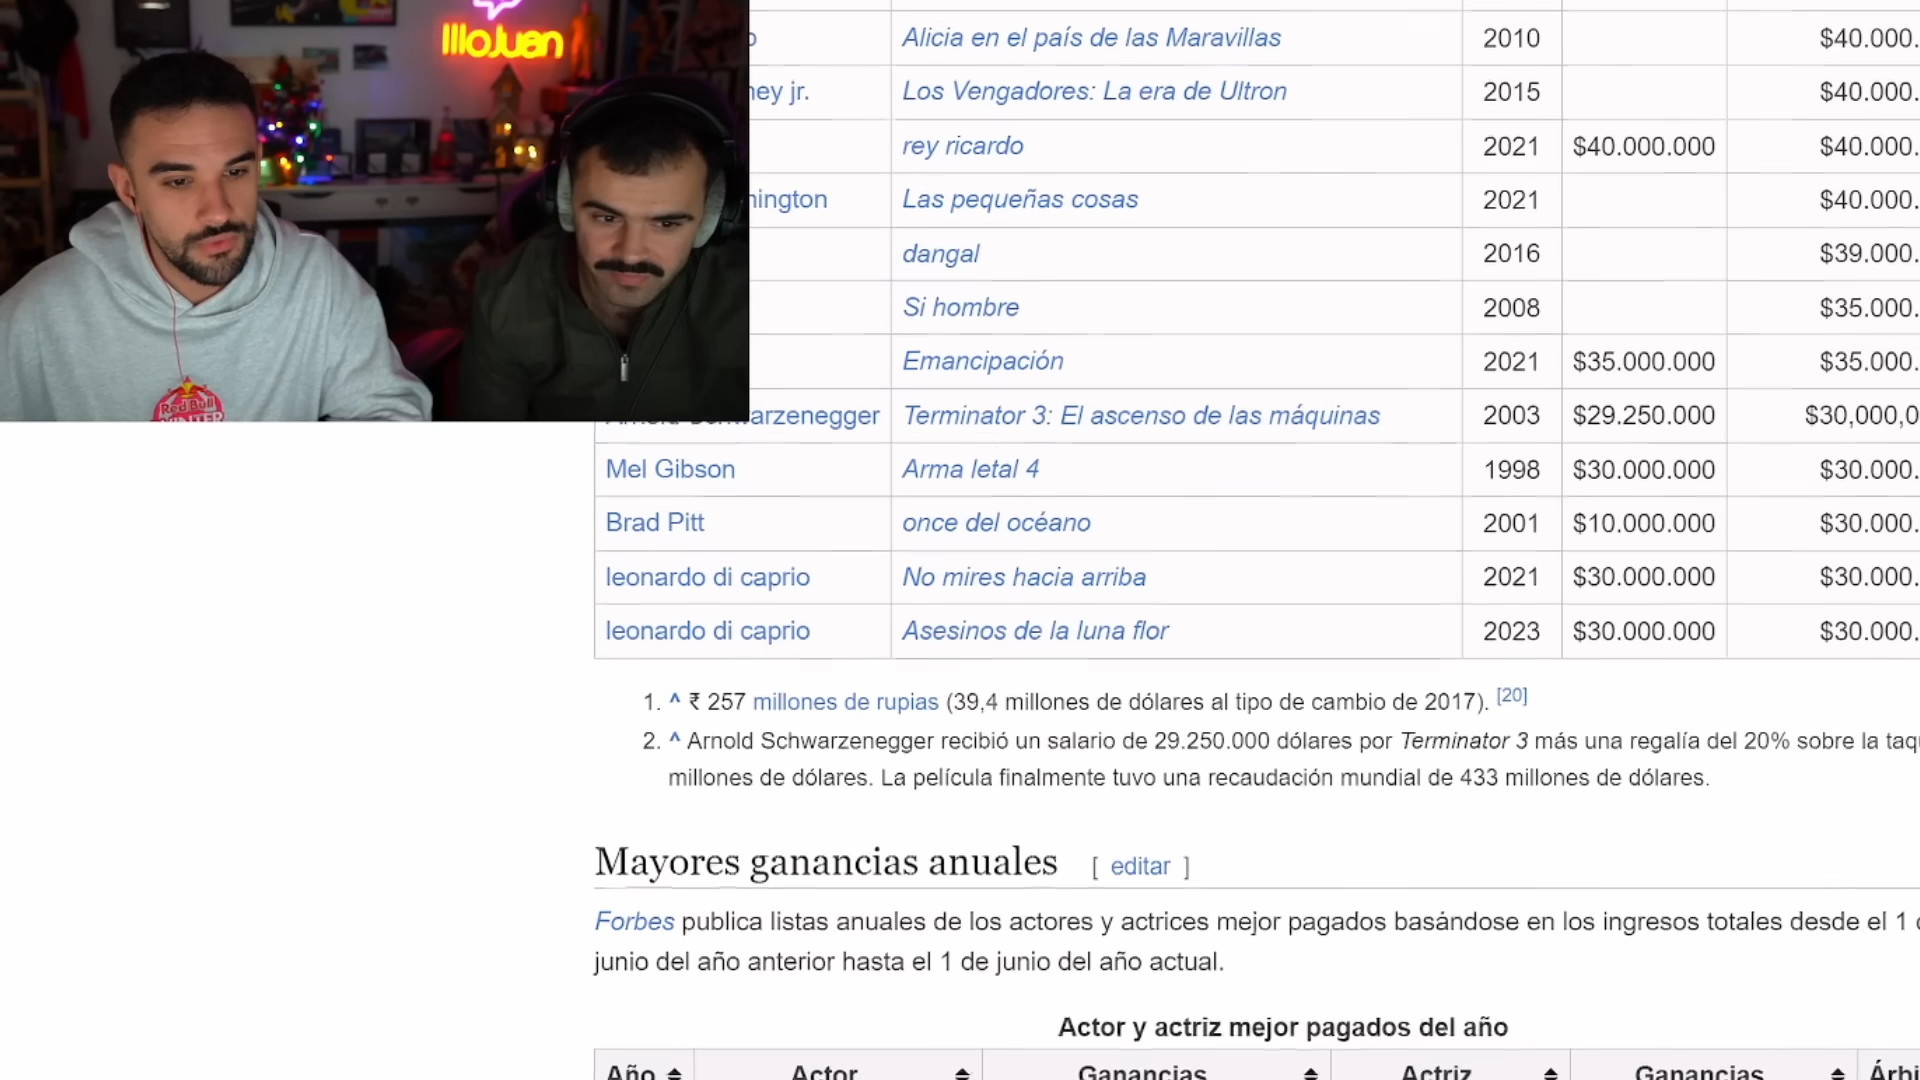 IlloJuan
Red Bull
Alicia en el país de las Maravillas 2010 $40.000.
ney jr. Los Vengadores: La era de Ultron 2015 $40.000.
rey ricardo 2021 $40.000.000 $40.000.
hington Las pequeñas cosas 2021 $40.000.
dangal 2016 $39.000.
Si hombre 2008 $35.000.
Emancipación 2021 $35.000.000 $35.000.
arzenegger Terminator 3: El ascenso de las máquinas 2003 $29.250.000 $30,000,0
Mel Gibson Arma letal 4 1998 $30.000.000 $30.000.
Brad Pitt once del océano 2001 $10.000.000 $30.000.
leonardo di caprio No mires hacia arriba 2021 $30.000.000 $30.000.
leonardo di caprio Asesinos de la luna flor 2023 $30.000.000 $30.000.
1. ^ ₹ 257 millones de rupias (39,4 millones de dólares al tipo de cambio de 2017). [20]
2. ^ Arnold Schwarzenegger recibió un salario de 29.250.000 dólares por Terminator 3 más una regalía del 20% sobre la taq
millones de dólares. La película finalmente tuvo una recaudación mundial de 433 millones de dólares.
Mayores ganancias anuales [ editar ]
Forbes publica listas anuales de los actores y actrices mejor pagados basándose en los ingresos totales desde el 1
junio del año anterior hasta el 1 de junio del año actual.
Actor y actriz mejor pagados del año
Año Actor Ganancias Actriz Ganancias Árbi